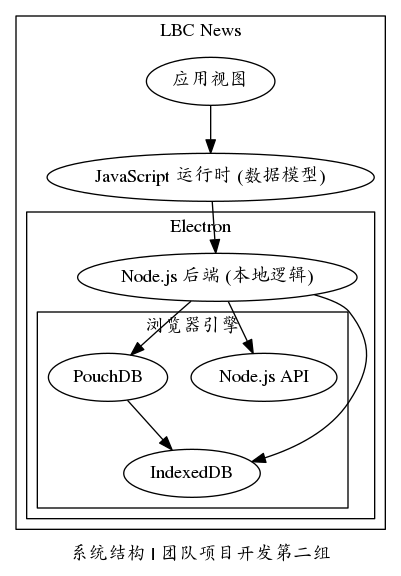 LBC News
应用视图
JavaScript 运行时 (数据模型)
Electron
Node.js 后端 (本地逻辑)
浏览器引擎
PouchDB
Node.js API
IndexedDB
系统结构 | 团队项目开发第二组